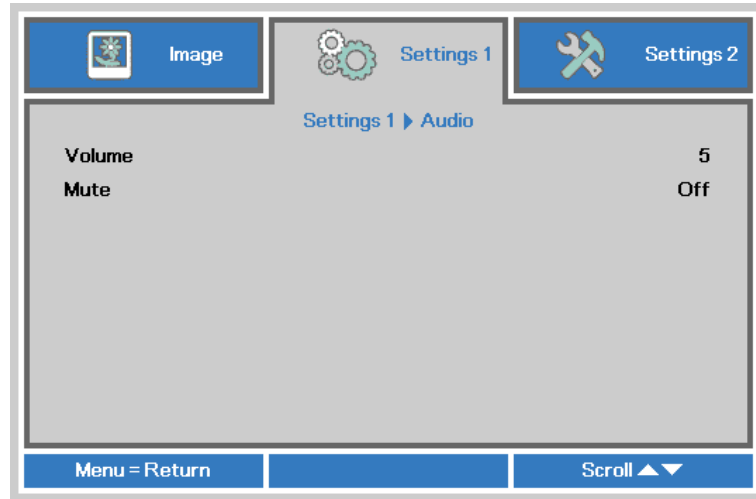 Image
Settings 1
Settings 2
Settings 1 ▶ Audio
Volume 5
Mute Off
Menu = Return
Scroll ▲▼